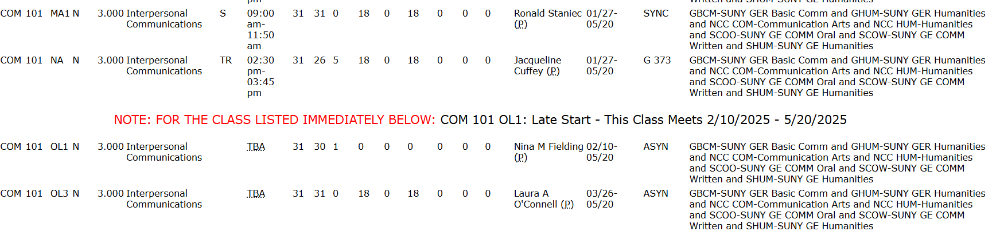 pm
Written and SHUM-SUNY GE Humanities
COM 101 MA1 N 3.000 Interpersonal S 09:00 31 31 0 18 0 18 0 0 0 Ronald Staniec 01/27- SYNC GBCM-SUNY GER Basic Comm and GHUM-SUNY GER Humanities
Communications am- (P) 05/20 and NCC COM-Communication Arts and NCC HUM-Humanities
11:50 and SCOO-SUNY GE COMM Oral and SCOW-SUNY GE COMM
am Written and SHUM-SUNY GE Humanities
COM 101 NA N 3.000 Interpersonal TR 02:30 31 26 5 18 0 18 0 0 0 Jacqueline 01/27- G 373 GBCM-SUNY GER Basic Comm and GHUM-SUNY GER Humanities
Communications pm- Cuffey (P) 05/20 and NCC COM-Communication Arts and NCC HUM-Humanities
03:45 and SCOO-SUNY GE COMM Oral and SCOW-SUNY GE COMM
pm Written and SHUM-SUNY GE Humanities
NOTE: FOR THE CLASS LISTED IMMEDIATELY BELOW: COM 101 OL1: Late Start - This Class Meets 2/10/2025 - 5/20/2025
COM 101 OL1 N 3.000 Interpersonal TBA 31 30 1 0 0 0 0 0 0 Nina M Fielding 02/10- ASYN GBCM-SUNY GER Basic Comm and GHUM-SUNY GER Humanities
Communications (P) 05/20 and NCC COM-Communication Arts and NCC HUM-Humanities
and SCOO-SUNY GE COMM Oral and SCOW-SUNY GE COMM
Written and SHUM-SUNY GE Humanities
COM 101 OL3 N 3.000 Interpersonal TBA 31 31 0 18 0 18 0 0 0 Laura A 03/26- ASYN GBCM-SUNY GER Basic Comm and GHUM-SUNY GER Humanities
Communications O'Connell (P) 05/20 and NCC COM-Communication Arts and NCC HUM-Humanities
and SCOO-SUNY GE COMM Oral and SCOW-SUNY GE COMM
Written and SHUM-SUNY GE Humanities